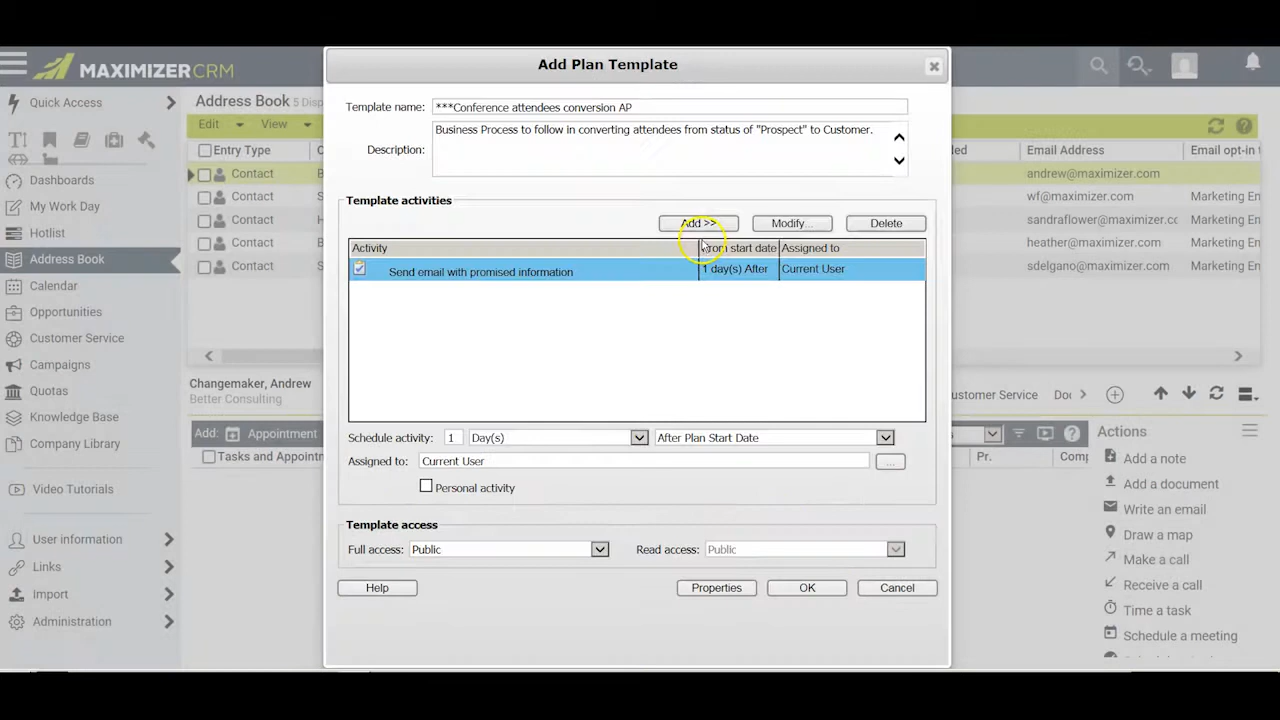 Add Plan Template
MAXIMIZER CRM
Quick Access
Dashboards
My Work Day
Hotlist
Address Book
Calendar
Opportunities
Customer Service
Campaigns
Quotas
Knowledge Base
Company Library
Video Tutorials
User information
Links
Import
Administration
Address Book 5 Disp
Edit View
Entry Type
Contact
Contact
Contact
Contact
Contact
Changemaker, Andrew
Better Consulting
Add: Appointment
Tasks and Appoint
Template name: ***Conference attendees conversion AP
Description: Business Process to follow in converting attendees from status of "Prospect" to Customer.
Template activities
Add >> Modify... Delete
Activity From start date Assigned to
Send email with promised information 1 day(s) After Current User
Schedule activity: 1 Day(s) After Plan Start Date
Assigned to: Current User ...
Personal activity
Template access
Full access: Public Read access: Public
Help Properties OK Cancel
Email Address Email opt-in
andrew@maximizer.com
wf@maximizer.com Marketing En
sandraflower@maximizer.com Marketing En
heather@maximizer.com Marketing En
sdelgano@maximizer.com Marketing En
ustomer Service Do
Pr. Comp
Actions
Add a note
Add a document
Write an email
Draw a map
Make a call
Receive a call
Time a task
Schedule a meeting